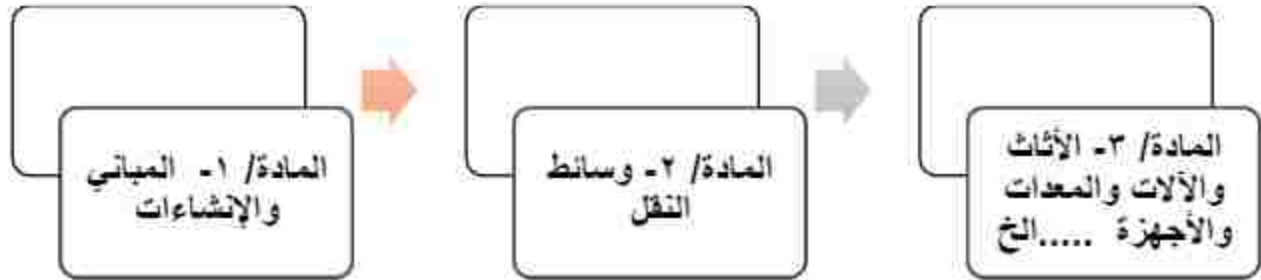 المادة/ ١- المباني
والإنشاءات
المادة/ ٢- وسائط
النقل
المادة/ ٣- الأثاث
والآلات والمعدات
والأجهزة .....الخ